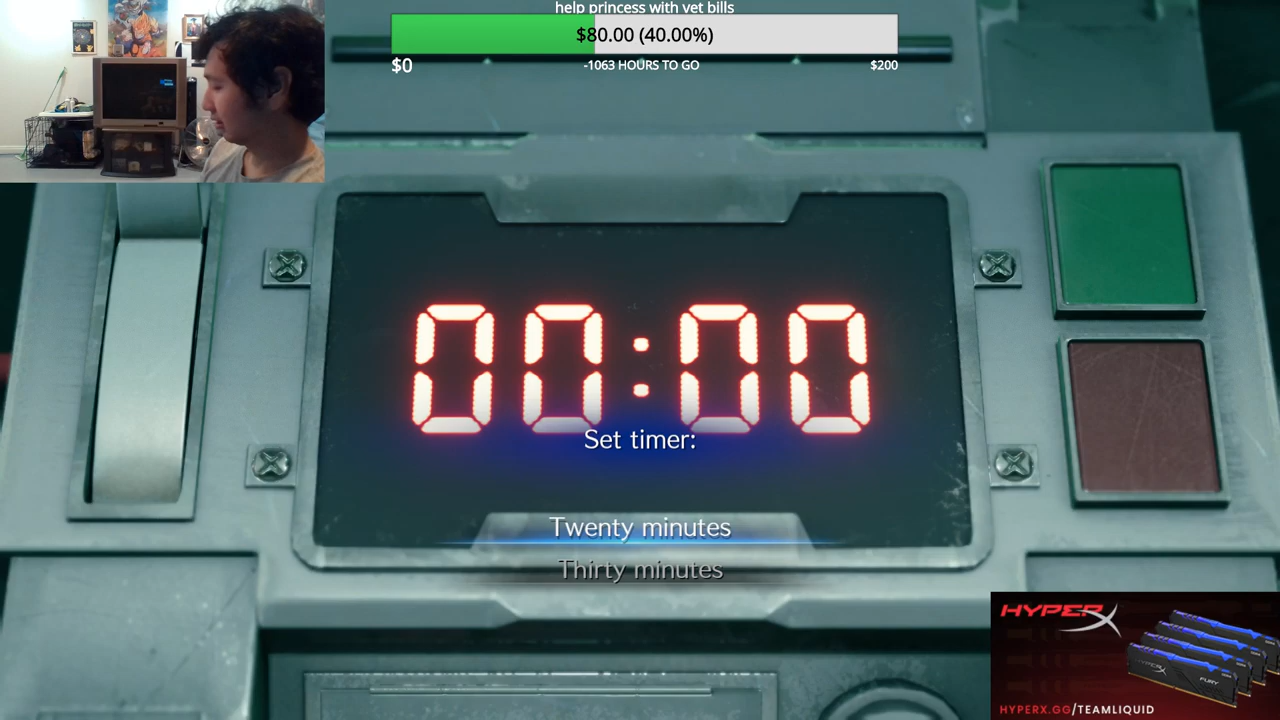 help princess with vet bills
$80.00 (40.00%)
$0
-1063 HOURS TO GO
$200
00:00
Set timer:
Twenty minutes
Thirty minutes
HYPERX
FURY
HYPERX.GG/TEAMLIQUID